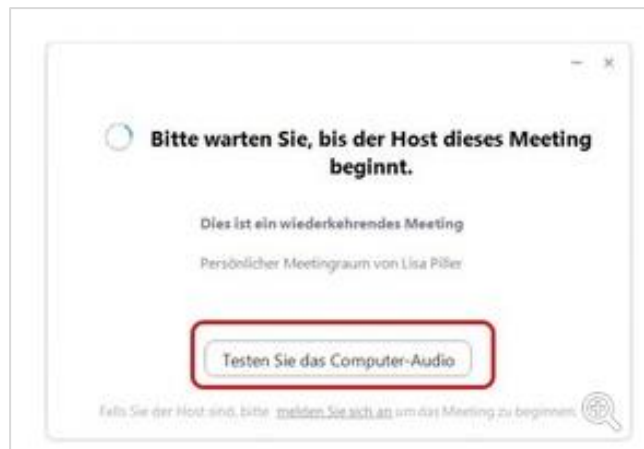 Bitte warten Sie, bis der Host dieses Meeting
beginnt.
Dies ist ein wiederkehrendes Meeting
Persönlicher Meetingraum von Lisa Piller
Testen Sie das Computer-Audio
Falls Sie der Host sind, bitte melden Sie sich an um das Meeting zu beginnen.